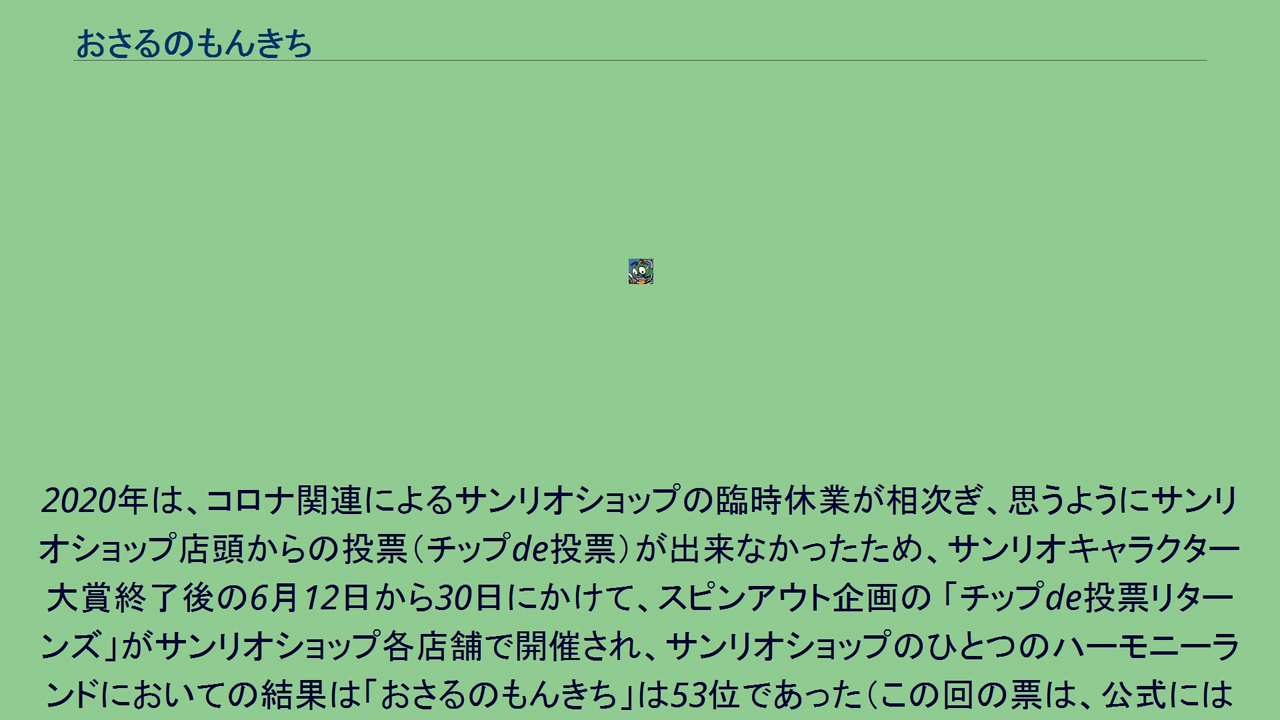 おさるのもんきち
2020年は、コロナ関連によるサンリオショップの臨時休業が相次ぎ、思うようにサンリ
オショップ店頭からの投票（チップde投票）が出来なかったため、サンリオキャラクター
大賞終了後の6月12日から30日にかけて、スピンアウト企画の「チップde投票リター
ンズ」がサンリオショップ各店舗で開催され、サンリオショップのひとつのハーモニーラ
ンドにおいての結果は「おさるのもんきち」は53位であった（この回の票は、公式には